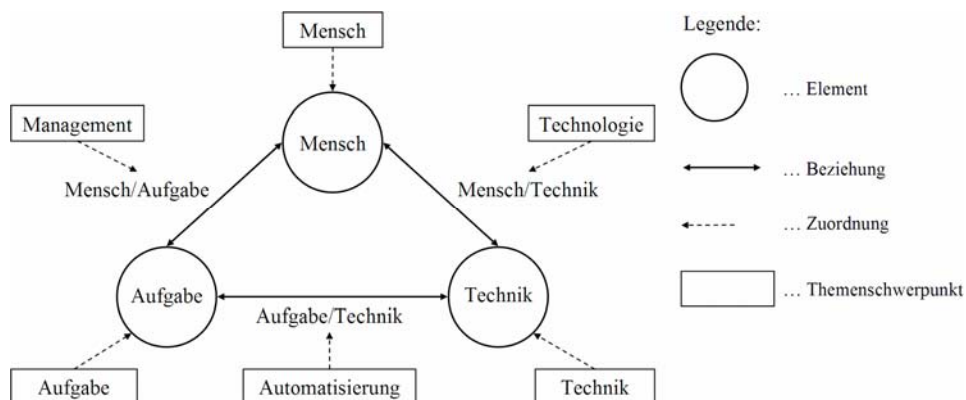 Mensch
Legende:
Management
Technologie
Mensch
… Element
Mensch/Aufgabe
Mensch/Technik
… Beziehung
… Zuordnung
Aufgabe
Technik
Aufgabe/Technik
… Themenschwerpunkt
Aufgabe
Automatisierung
Technik